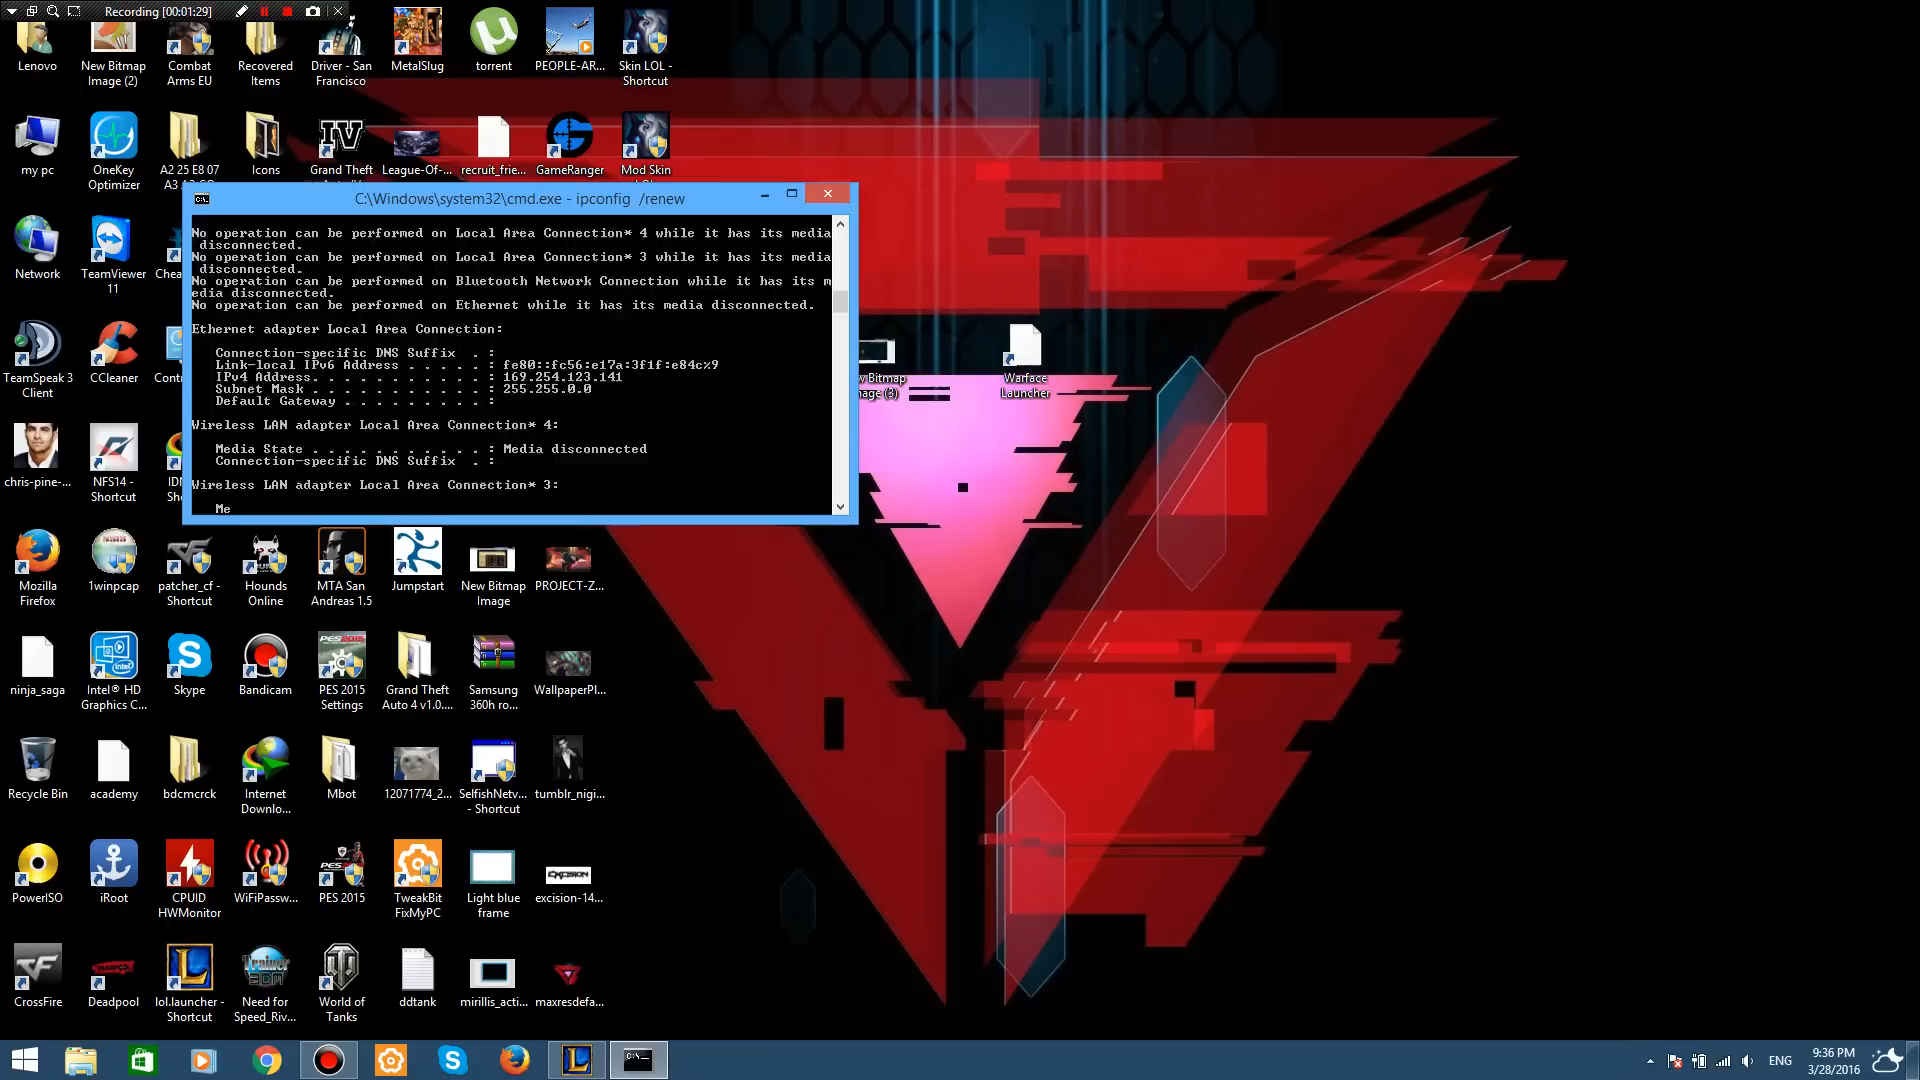 Recording [00:01:29]
Lenovo
New Bitmap
Image (2)
Combat
Arms EU
Recovered
Items
Driver - San
Francisco
MetalSlug
torrent
PEOPLE-AR...
Skin LOL -
Shortcut
my pc
OneKey
Optimizer
A2 25 E8 07
Icons
Grand Theft
League-Of-...
recruit_frie...
GameRanger
Mod Skin
C:\Windows\system32\cmd.exe - ipconfig  /renew
No operation can be performed on Local Area Connection* 4 while it has its media
 disconnected.
No operation can be performed on Local Area Connection* 3 while it has its media
 disconnected.
No operation can be performed on Bluetooth Network Connection while it has its m
edia disconnected.
No operation can be performed on Ethernet while it has its media disconnected.
Ethernet adapter Local Area Connection:
Connection-specific DNS Suffix  . :
Link-local IPv6 Address . . . . . : fe80::fc56:e17a:3f1f:e84c%9
IPv4 Address. . . . . . . . . . . : 169.254.123.141
Subnet Mask . . . . . . . . . . . : 255.255.0.0
Default Gateway . . . . . . . . . :
Wireless LAN adapter Local Area Connection* 4:
Media State . . . . . . . . . . . : Media disconnected
Connection-specific DNS Suffix  . :
Wireless LAN adapter Local Area Connection* 3:
Me
Network
TeamViewer
11
Chea
TeamSpeak 3
Client
CCleaner
Cont
Warface
Launcher
chris-pine-...
NFS14 -
Shortcut
Mozilla
Firefox
1winpcap
patcher_cf -
Shortcut
Hounds
Online
MTA San
Andreas 1.5
Jumpstart
New Bitmap
Image
PROJECT-Z...
ninja_saga
Intel® HD
Graphics C...
Skype
Bandicam
PES 2015
Settings
Grand Theft
Auto 4 v1.0....
Samsung
360h ro...
WallpaperPl...
Recycle Bin
academy
bdcmcrck
Internet
Downlo...
Mbot
12071774_2...
SelfishNetv...
- Shortcut
tumblr_nigi...
PowerISO
iRoot
CPUID
HWMonitor
WiFiPassw...
PES 2015
TweakBit
FixMyPC
Light blue
frame
excision-14...
CrossFire
Deadpool
lol.launcher -
Shortcut
Need for
Speed_Riv...
World of
Tanks
ddtank
mirillis_acti...
maxresdefa...
ENG
9:36 PM
3/28/2016